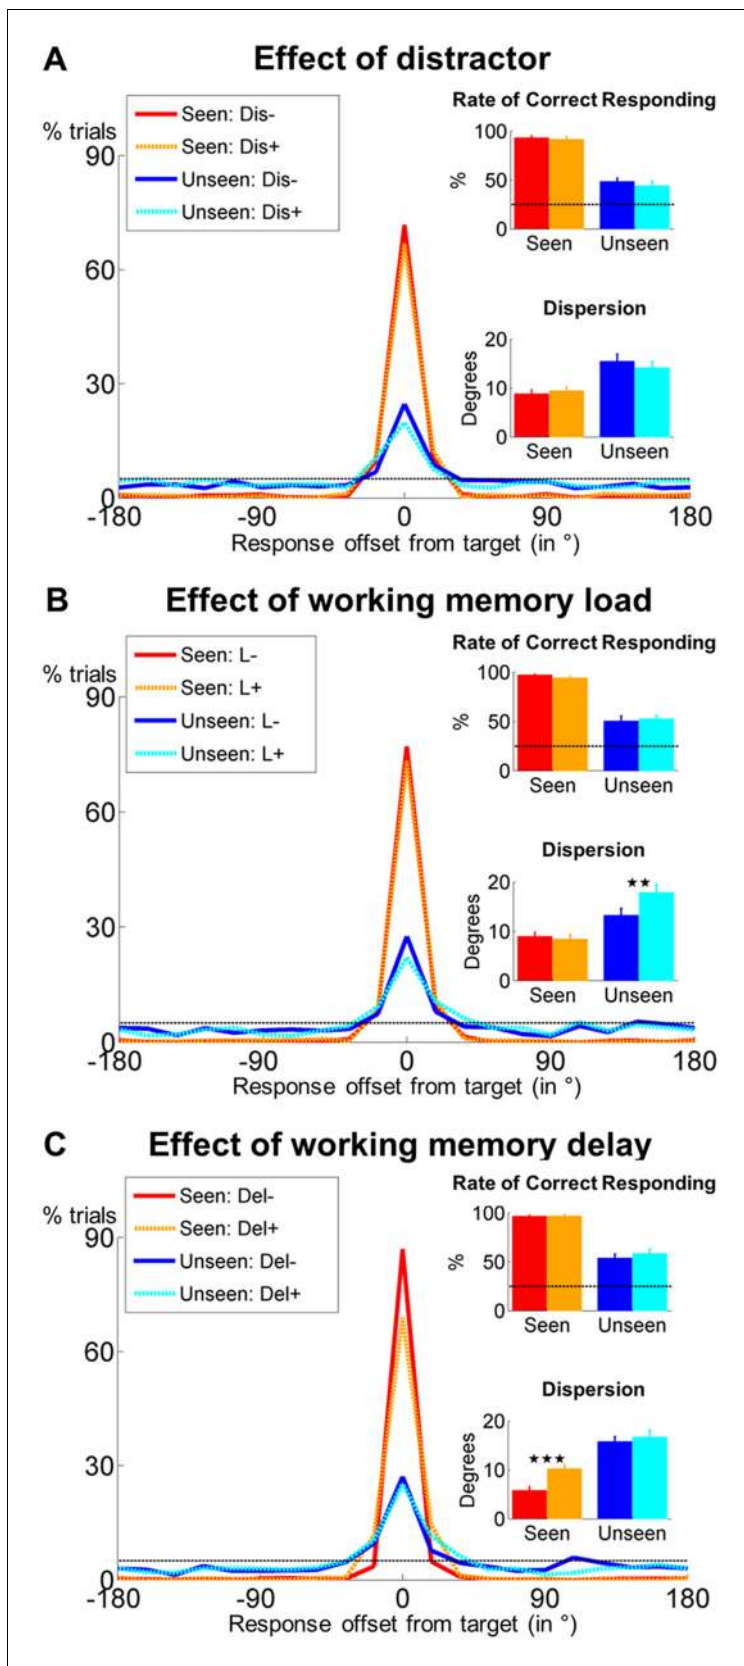 A Effect of distractor
Seen: Dis-
Seen: Dis+
Unseen: Dis-
Unseen: Dis+
% trials
90
60
30
0
-180 -90 0 90 180
Response offset from target (in °)
Rate of Correct Responding
100
50
0
%
Seen Unseen
Dispersion
20
10
0
Degrees
Seen Unseen
B Effect of working memory load
Seen: L-
Seen: L+
Unseen: L-
Unseen: L+
% trials
90
60
30
0
-180 -90 0 90 180
Response offset from target (in °)
Rate of Correct Responding
100
50
0
%
Seen Unseen
Dispersion
20
10
0
Degrees
★★
Seen Unseen
C Effect of working memory delay
Seen: Del-
Seen: Del+
Unseen: Del-
Unseen: Del+
% trials
90
60
30
0
-180 -90 0 90 180
Response offset from target (in °)
Rate of Correct Responding
100
50
0
%
Seen Unseen
Dispersion
20
10
0
Degrees
★★★
Seen Unseen